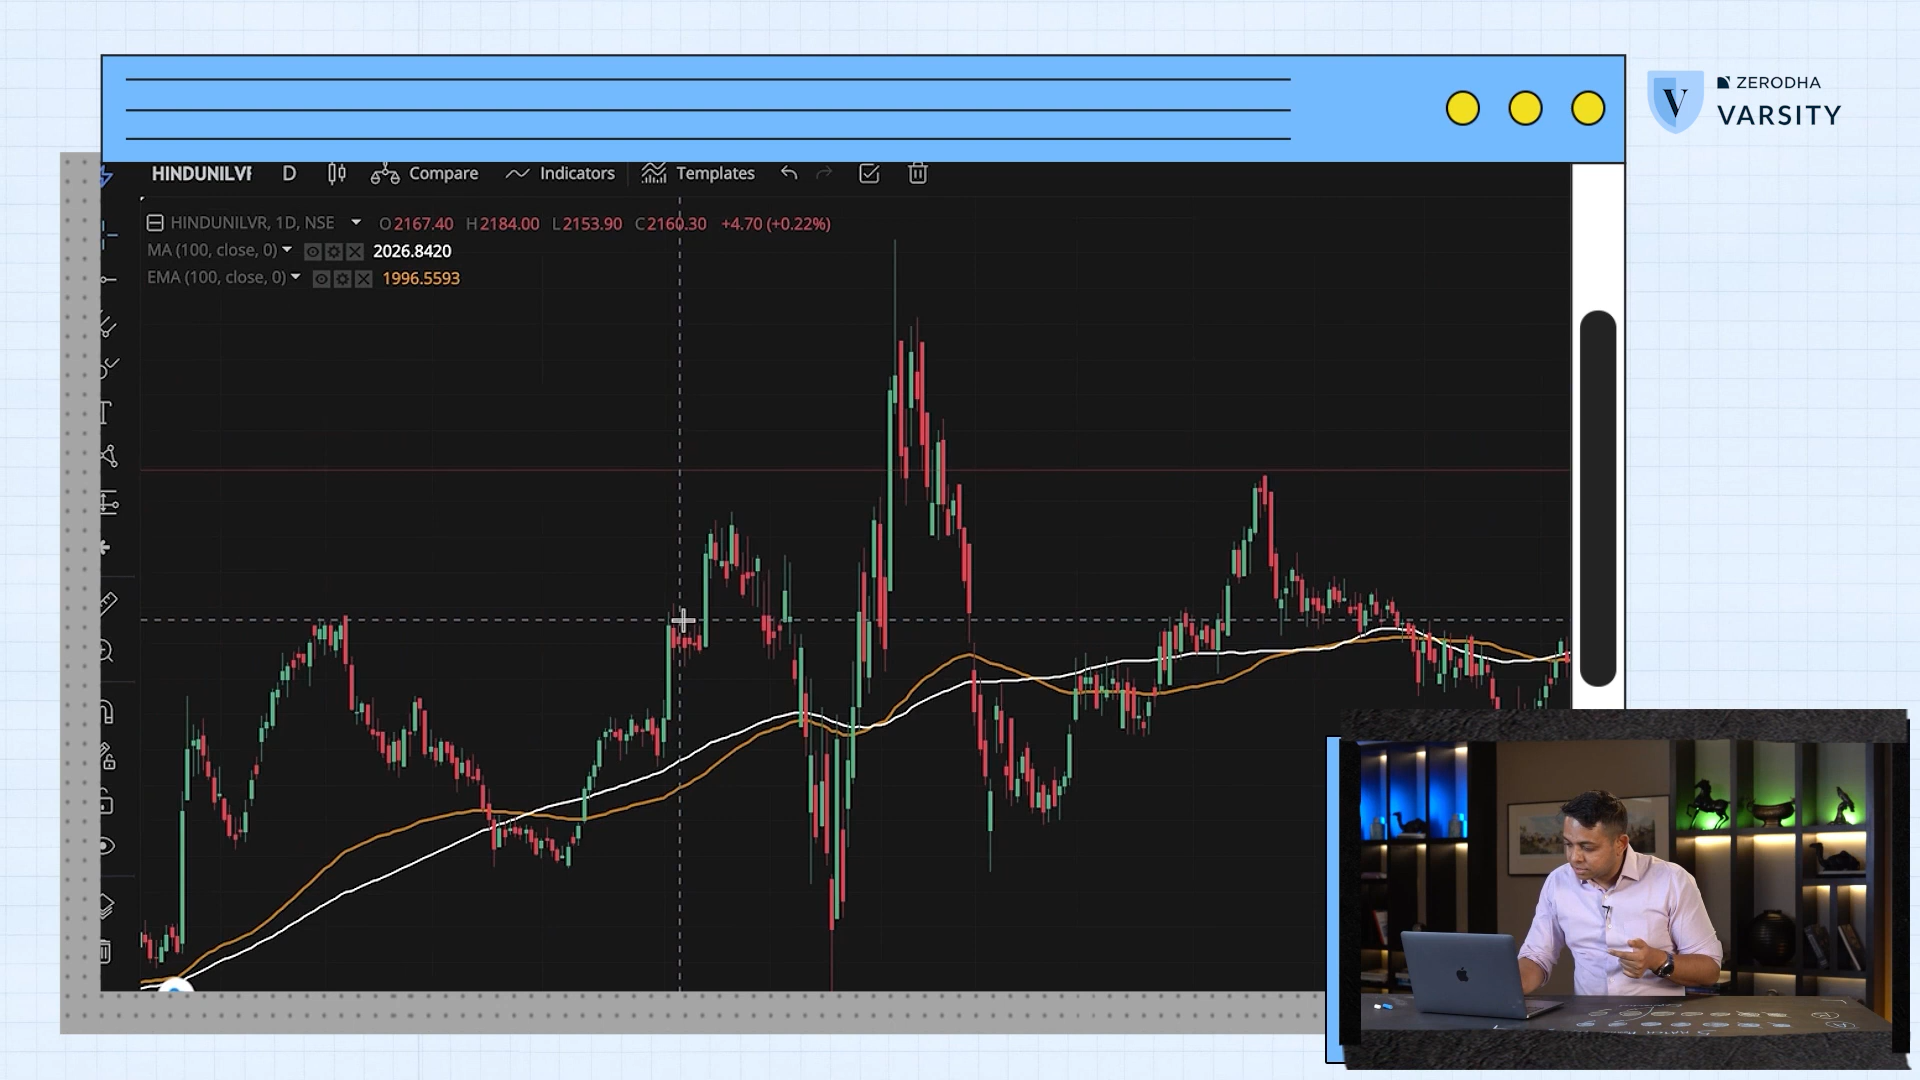 HINDUNILVR D Compare Indicators Templates
ZERODHA
V VARSITY
HINDUNILVR, 1D, NSE O2167.40 H2184.00 L2153.90 C2160.30 +4.70 (+0.22%)
MA (100, close, 0) 2026.8420
EMA (100, close, 0) 1996.5593